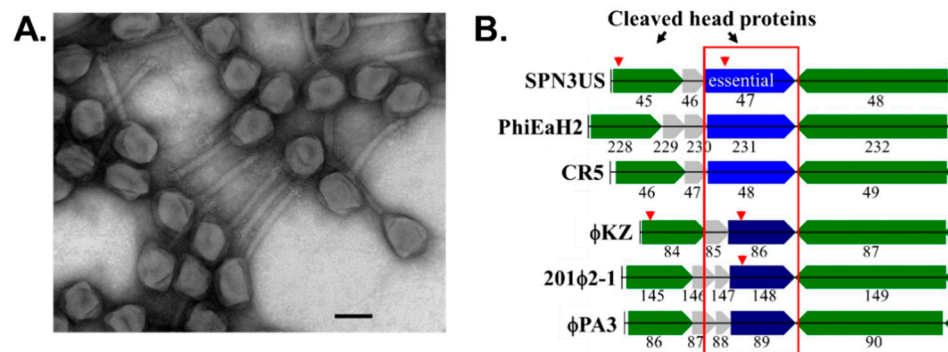 A.
B.
Cleaved head proteins
SPN3US
essential
45 46 47 48
PhiEaH2
228 229 230 231 232
CR5
46 47 48 49
ϕKZ
84 85 86 87
201ϕ2-1
145 146 147 148 149
ϕPA3
86 87 88 89 90